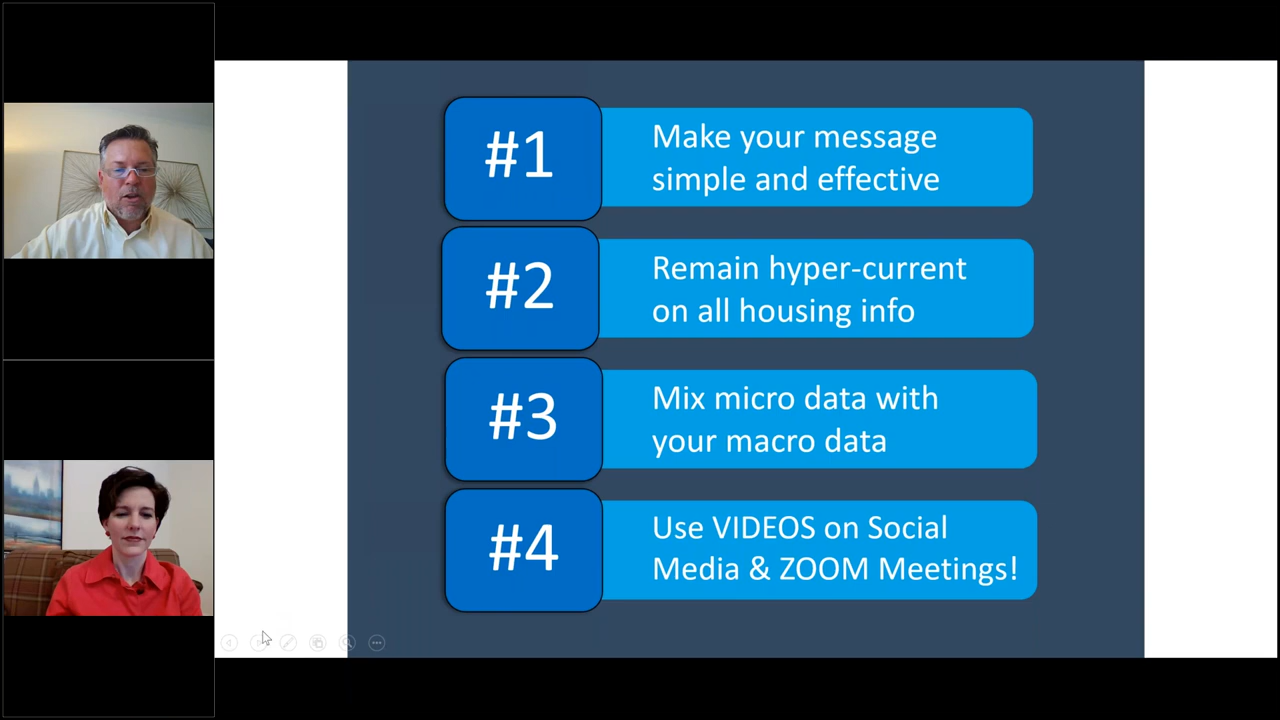 #1
Make your message
simple and effective
#2
Remain hyper-current
on all housing info
#3
Mix micro data with
your macro data
#4
Use VIDEOS on Social
Media & ZOOM Meetings!